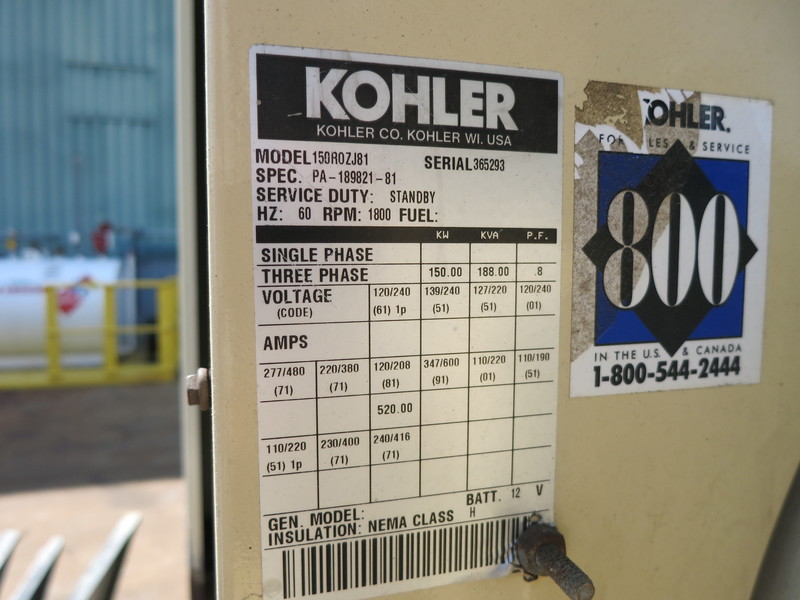 KOHLER
KOHLER CO. KOHLER WI. USA
MODEL 150ROZJ81 SERIAL 365293
SPEC. PA-189821-81
SERVICE DUTY: STANDBY
HZ: 60 RPM: 1800 FUEL:
KW KVA P.F.
SINGLE PHASE
THREE PHASE 150.00 188.00 .8
VOLTAGE 120/240 139/240 127/220 120/240
(CODE) (61) 1p (51) (51) (01)
AMPS
277/480 220/380 120/208 347/600 110/220 110/190
(71) (71) (81) (91) (01) (51)
520.00
110/220 230/400 240/416
(51) 1p (71) (71)
BATT. 12 V
GEN. MODEL:
INSULATION: NEMA CLASS H
KOHLER.
FOR SALES & SERVICE
800
IN THE U.S. & CANADA
1-800-544-2444